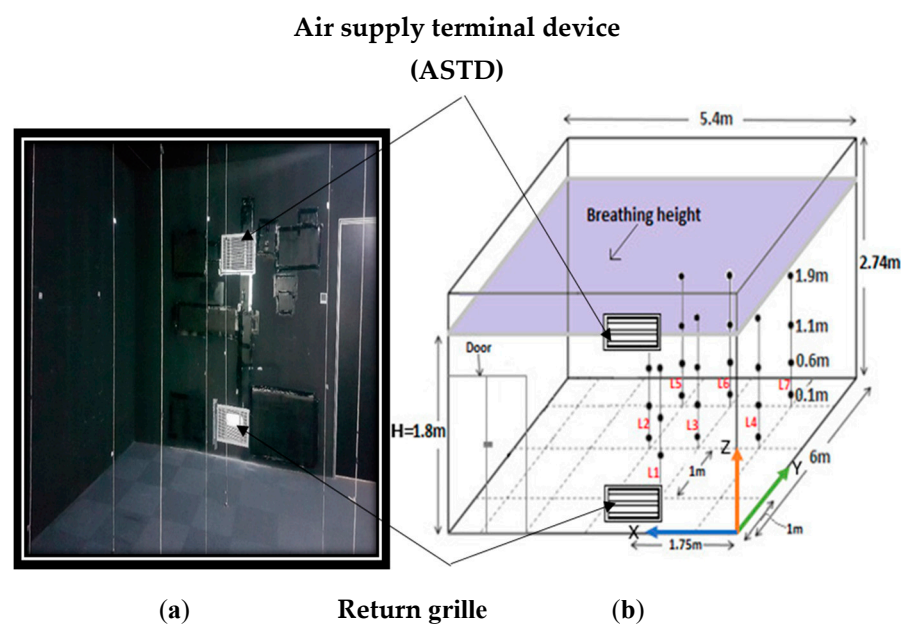 Air supply terminal device
(ASTD)
5.4m
Breathing height
2.74m
1.9m
1.1m
Door
0.6m
L5
L6
L7
0.1m
L2
L3
L4
H=1.8m
Z
Y
6m
L1
1m
X
1m
1.75m
(a)
Return grille
(b)